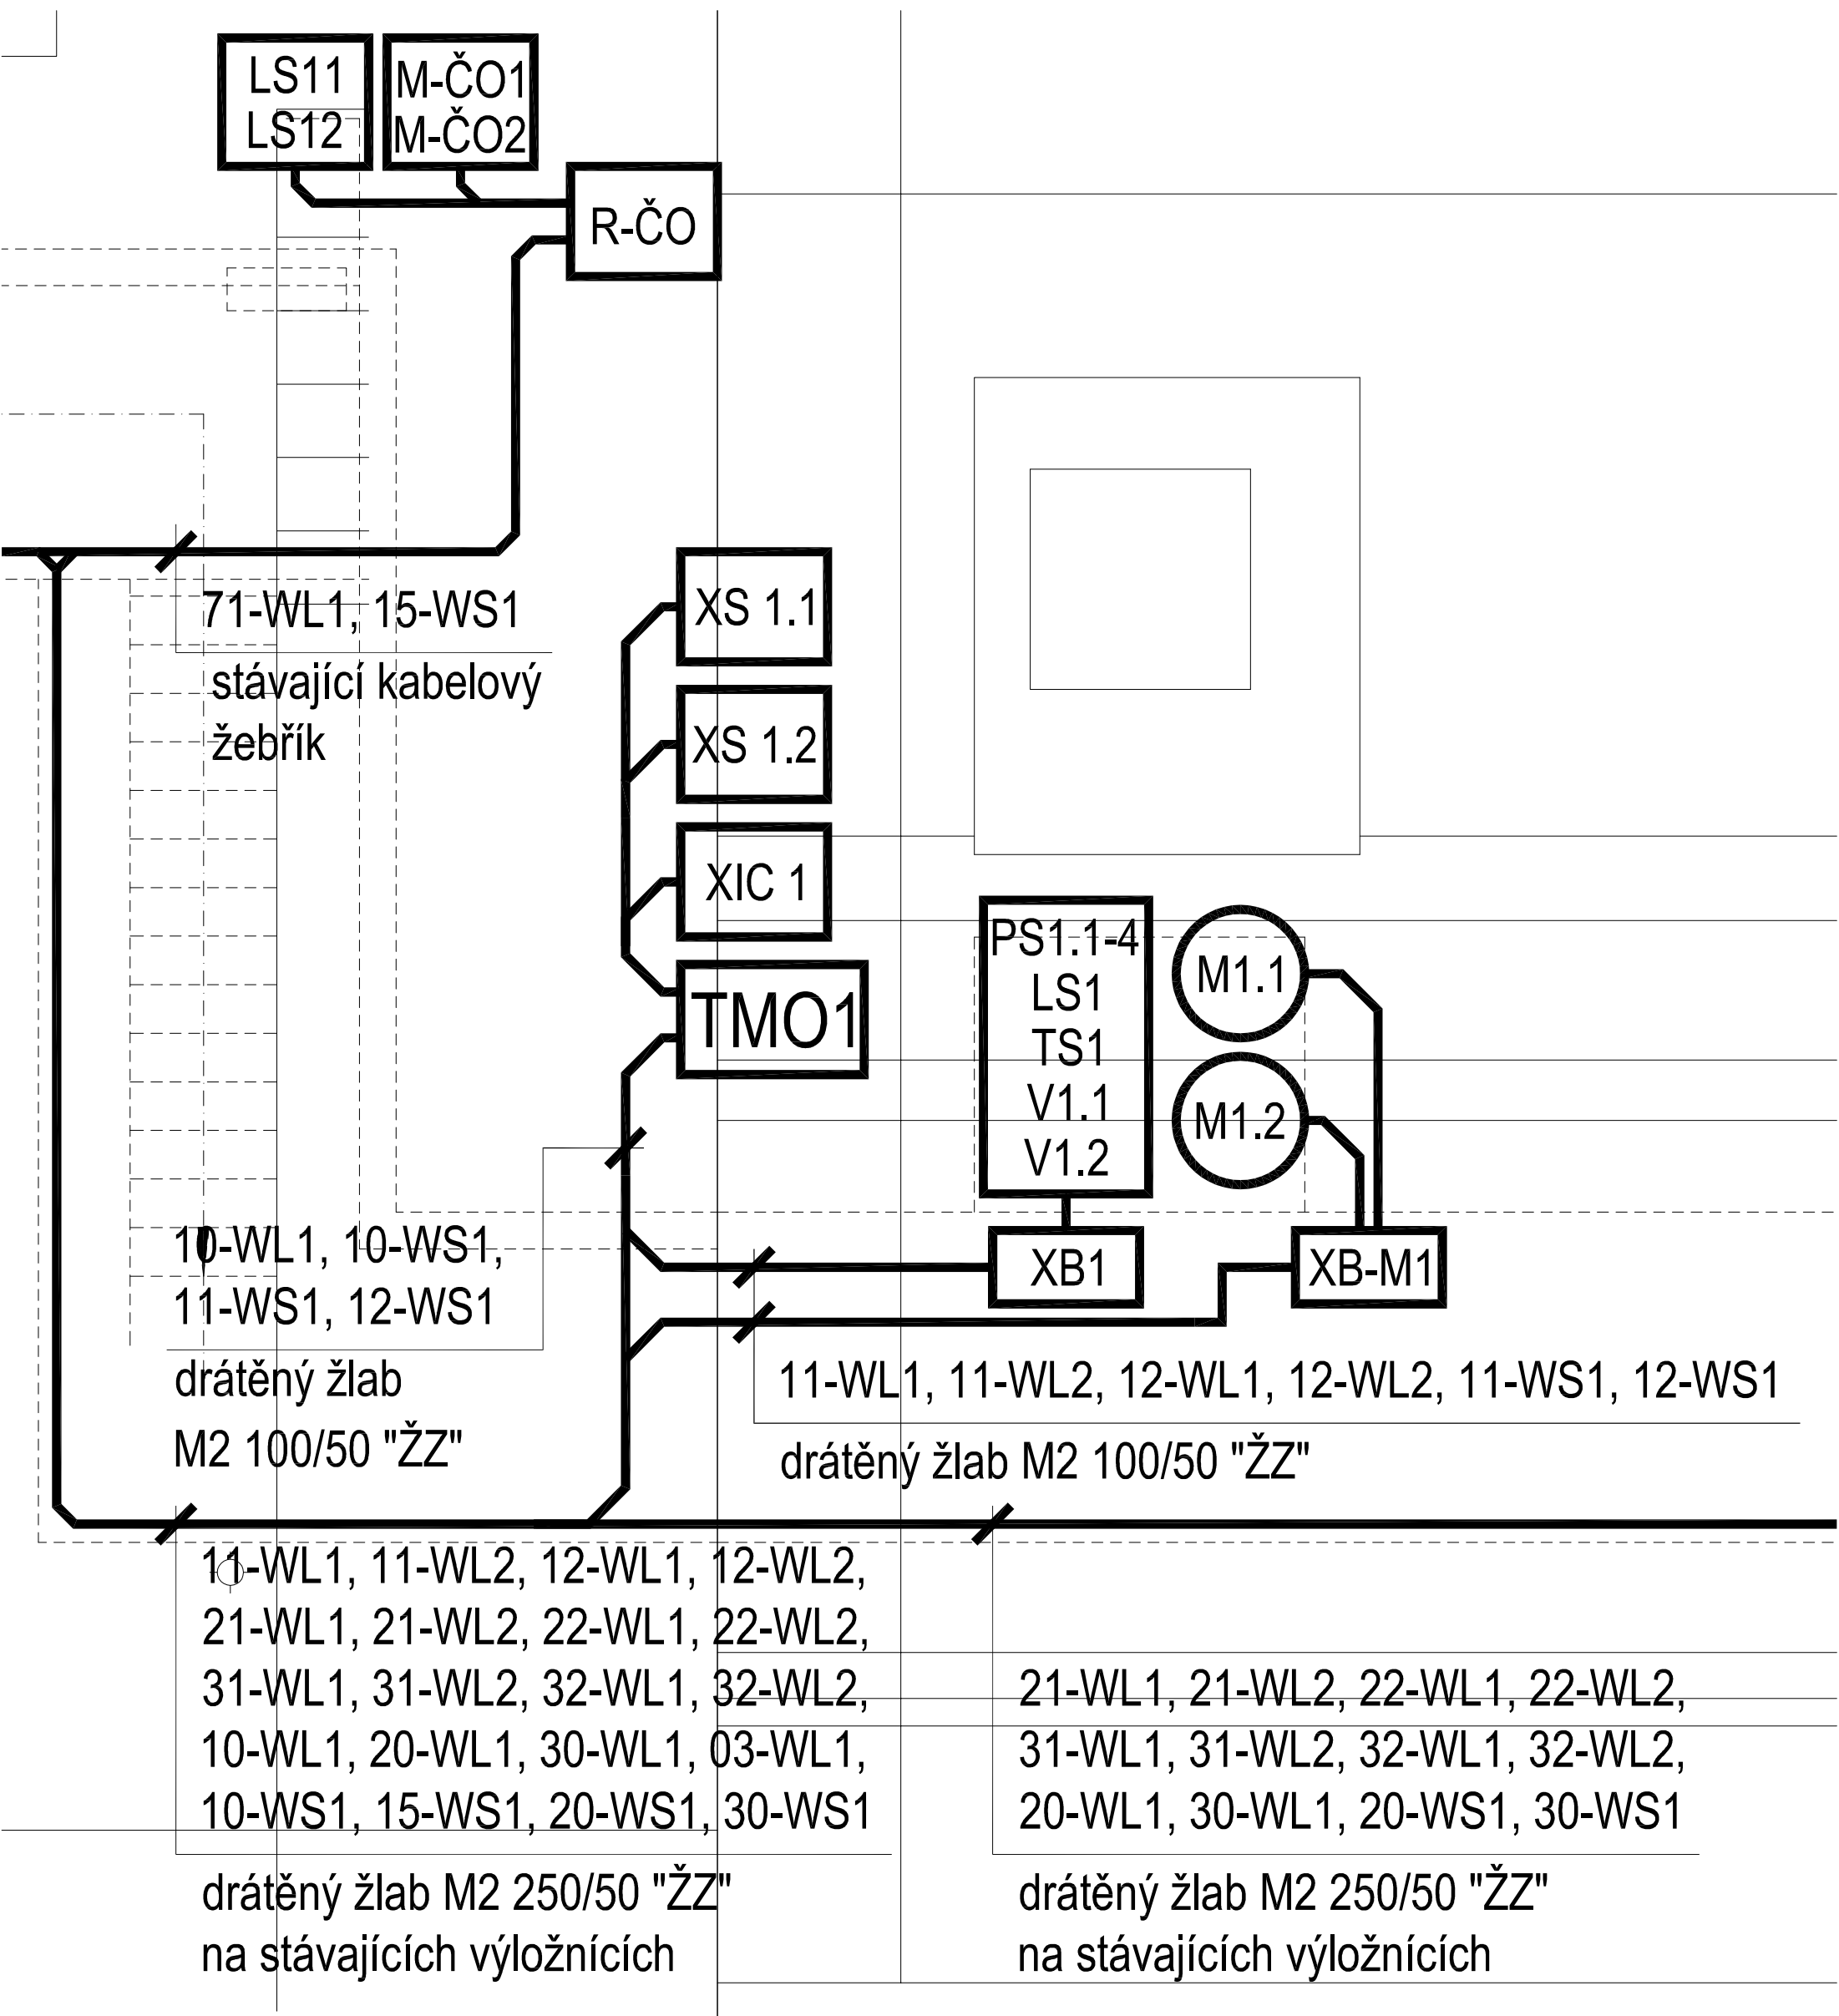 LS11
LS12
M-ČO1
M-ČO2
R-ČO
71-WL1, 15-WS1
stávající kabelový
žebřík
XS 1.1
XS 1.2
XIC 1
TMO1
PS1.1-4
LS1
TS1
V1.1
V1.2
M1.1
M1.2
XB1
XB-M1
10-WL1, 10-WS1,
11-WS1, 12-WS1
drátěný žlab
M2 100/50 "ŽZ"
11-WL1, 11-WL2, 12-WL1, 12-WL2, 11-WS1, 12-WS1
drátěný žlab M2 100/50 "ŽZ"
11-WL1, 11-WL2, 12-WL1, 12-WL2,
21-WL1, 21-WL2, 22-WL1, 22-WL2,
31-WL1, 31-WL2, 32-WL1, 32-WL2,
10-WL1, 20-WL1, 30-WL1, 03-WL1,
10-WS1, 15-WS1, 20-WS1, 30-WS1
drátěný žlab M2 250/50 "ŽZ"
na stávajících výložnících
21-WL1, 21-WL2, 22-WL1, 22-WL2,
31-WL1, 31-WL2, 32-WL1, 32-WL2,
20-WL1, 30-WL1, 20-WS1, 30-WS1
drátěný žlab M2 250/50 "ŽZ"
na stávajících výložnících